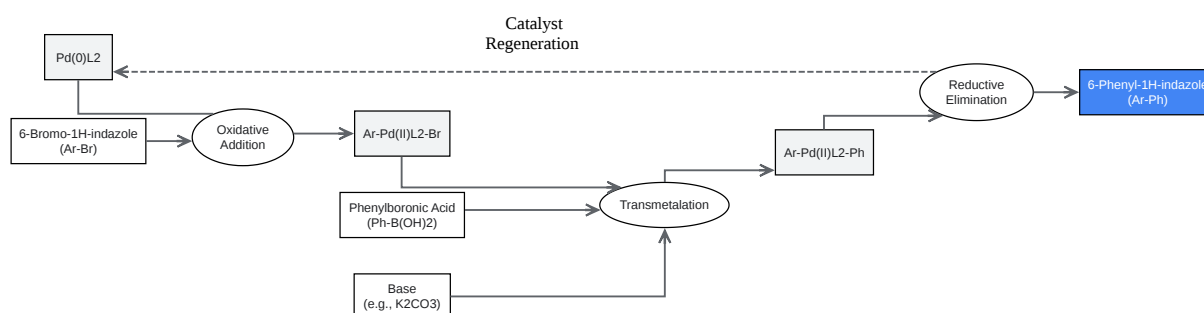 Catalyst
Regeneration
Pd(0)L2
6-Bromo-1H-indazole
(Ar-Br)
Oxidative
Addition
Ar-Pd(II)L2-Br
Phenylboronic Acid
(Ph-B(OH)2)
Base
(e.g., K2CO3)
Transmetalation
Ar-Pd(II)L2-Ph
Reductive
Elimination
6-Phenyl-1H-indazole
(Ar-Ph)